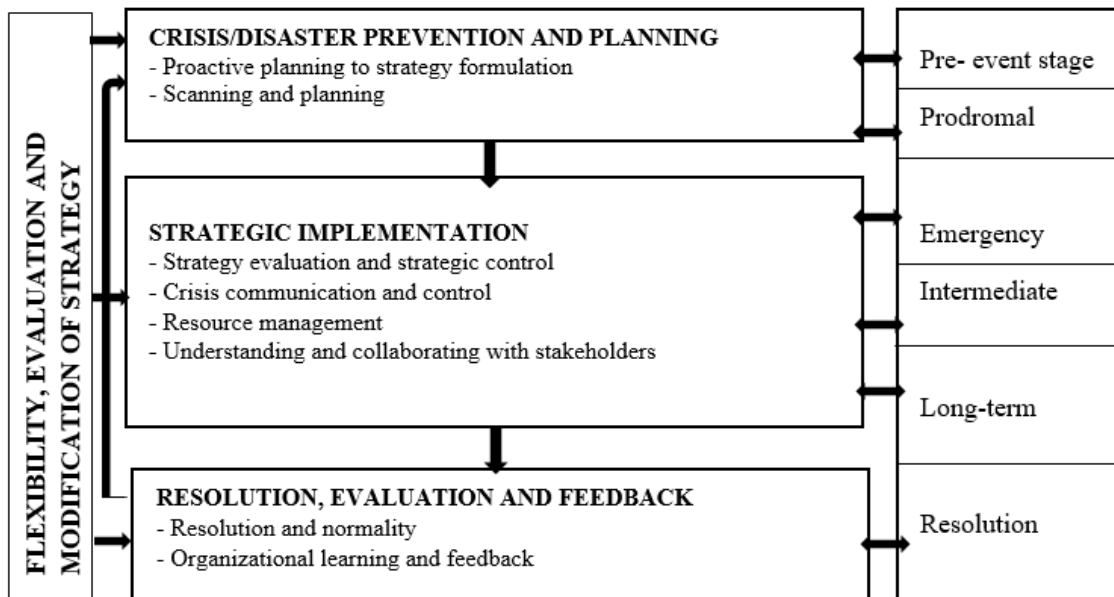 FLEXIBILITY, EVALUATION AND
MODIFICATION OF STRATEGY
CRISIS/DISASTER PREVENTION AND PLANNING
- Proactive planning to strategy formulation
- Scanning and planning
STRATEGIC IMPLEMENTATION
- Strategy evaluation and strategic control
- Crisis communication and control
- Resource management
- Understanding and collaborating with stakeholders
RESOLUTION, EVALUATION AND FEEDBACK
- Resolution and normality
- Organizational learning and feedback
Pre- event stage
Prodromal
Emergency
Intermediate
Long-term
Resolution